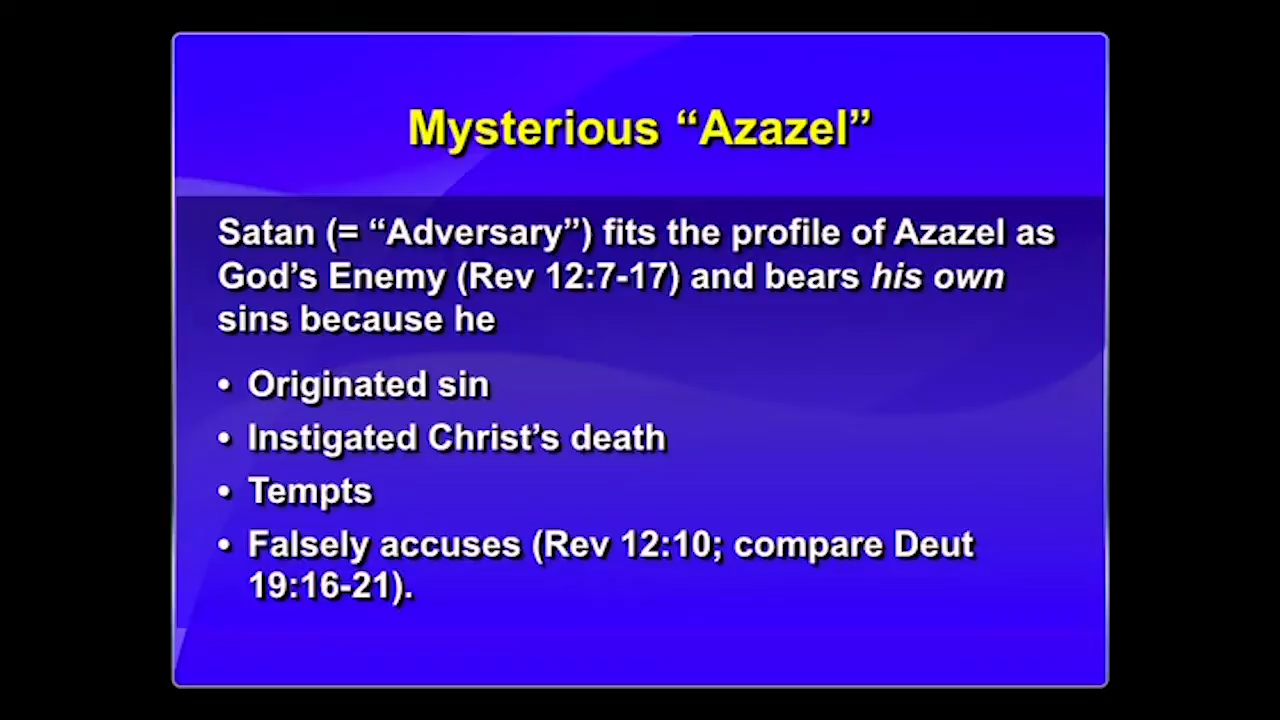 Mysterious “Azazel”
Satan (= “Adversary”) fits the profile of Azazel as
God’s Enemy (Rev 12:7-17) and bears his own
sins because he
• Originated sin
• Instigated Christ’s death
• Tempts
• Falsely accuses (Rev 12:10; compare Deut
19:16-21).